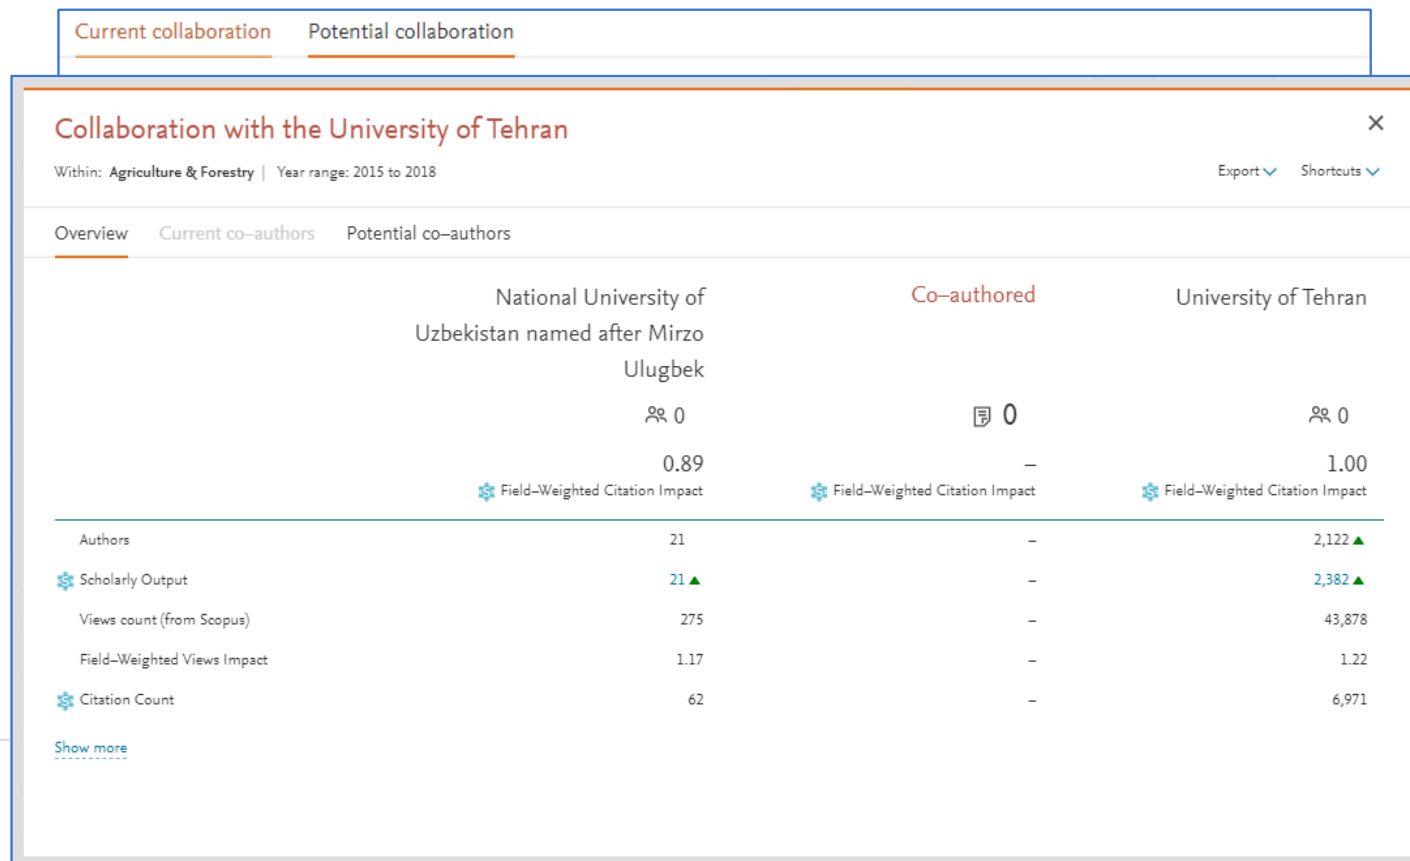 Current collaboration Potential collaboration
Collaboration with the University of Tehran
Within: Agriculture & Forestry | Year range: 2015 to 2018 Export Shortcuts
Overview Current co–authors Potential co–authors
National University of Co–authored University of Tehran
Uzbekistan named after Mirzo
Ulugbek
0 0 0
0.89 – 1.00
Field–Weighted Citation Impact Field–Weighted Citation Impact Field–Weighted Citation Impact
Authors 21 – 2,122
Scholarly Output 21 – 2,382
Views count (from Scopus) 275 – 43,878
Field–Weighted Views Impact 1.17 – 1.22
Citation Count 62 – 6,971
Show more